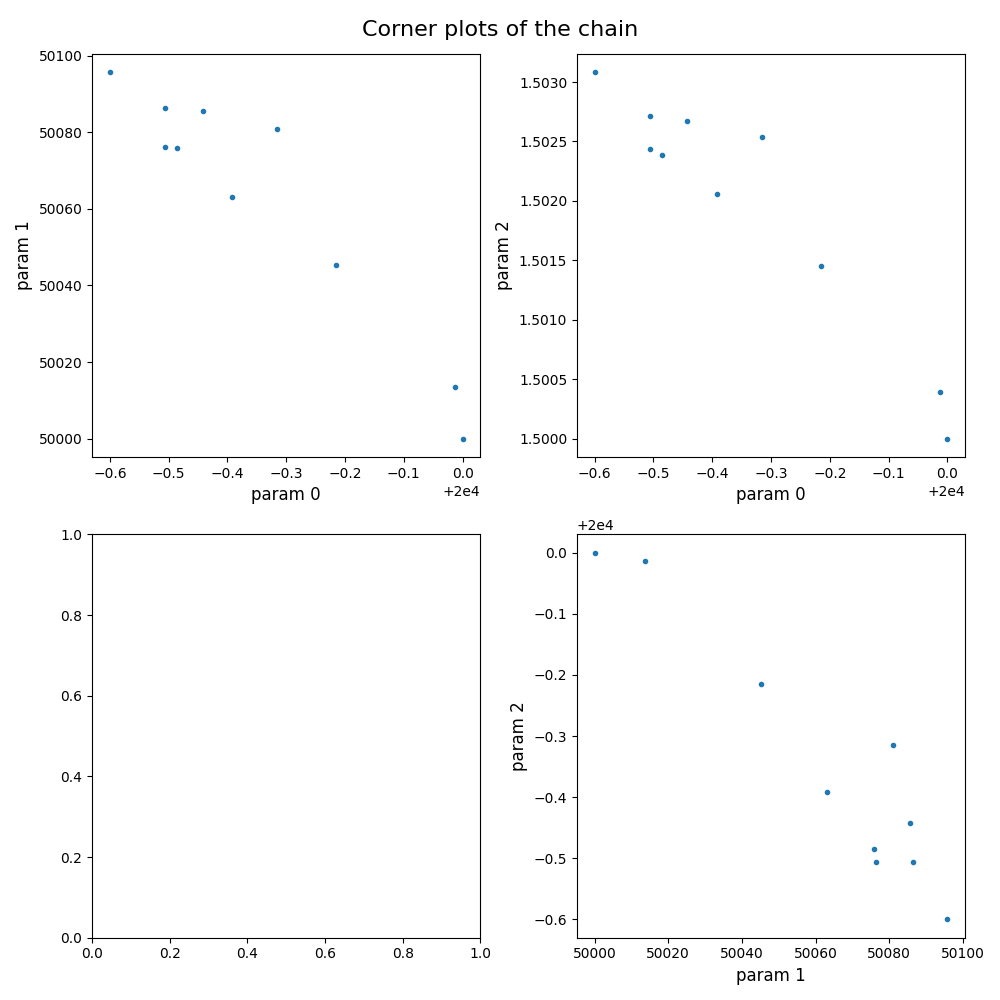 Corner plots of the chain
50100
50080
50060
50040
50020
50000
param 1
−0.6 −0.5 −0.4 −0.3 −0.2 −0.1 0.0
param 0
+2e4
1.5030
1.5025
1.5020
1.5015
1.5010
1.5005
1.5000
param 2
−0.6 −0.5 −0.4 −0.3 −0.2 −0.1 0.0
param 0
+2e4
1.0
0.8
0.6
0.4
0.2
0.0
0.0 0.2 0.4 0.6 0.8 1.0
+2e4
0.0
−0.1
−0.2
−0.3
−0.4
−0.5
−0.6
param 2
50000 50020 50040 50060 50080 50100
param 1